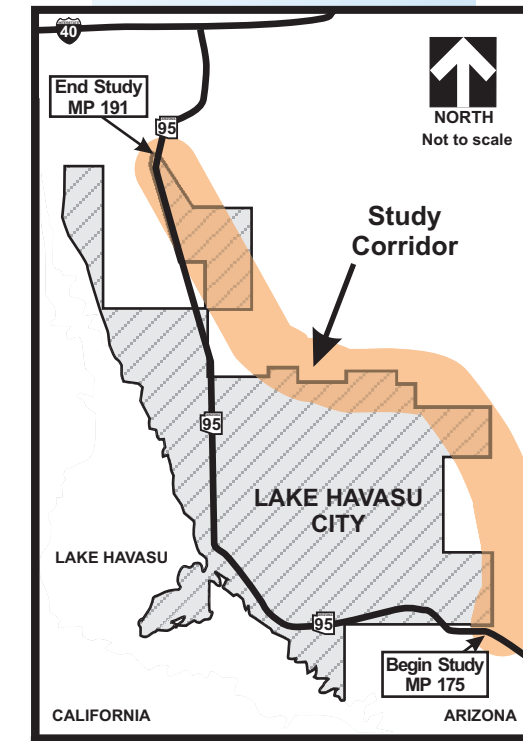 40
End Study
MP 191
95
NORTH
Not to scale
Study
Corridor
95
LAKE HAVASU
CITY
LAKE HAVASU
95
Begin Study
MP 175
CALIFORNIA
ARIZONA